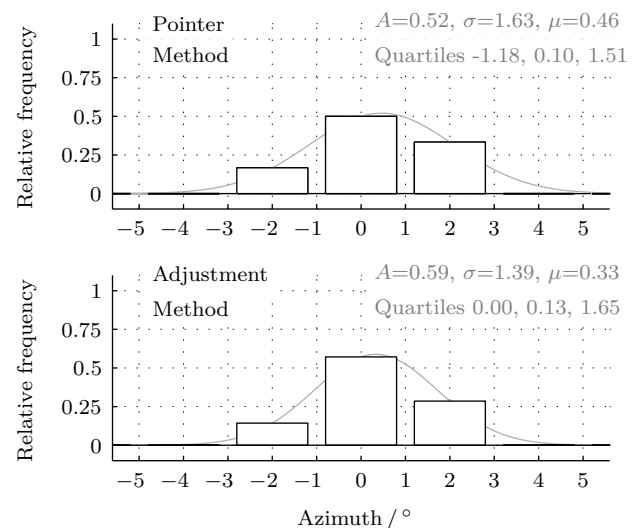 Pointer
Method
A=0.52, σ=1.63, μ=0.46
Quartiles -1.18, 0.10, 1.51
Relative frequency
1
0.75
0.5
0.25
0
−5 −4 −3 −2 −1 0 1 2 3 4 5
Adjustment
Method
A=0.59, σ=1.39, μ=0.33
Quartiles 0.00, 0.13, 1.65
Relative frequency
1
0.75
0.5
0.25
0
−5 −4 −3 −2 −1 0 1 2 3 4 5
Azimuth / °